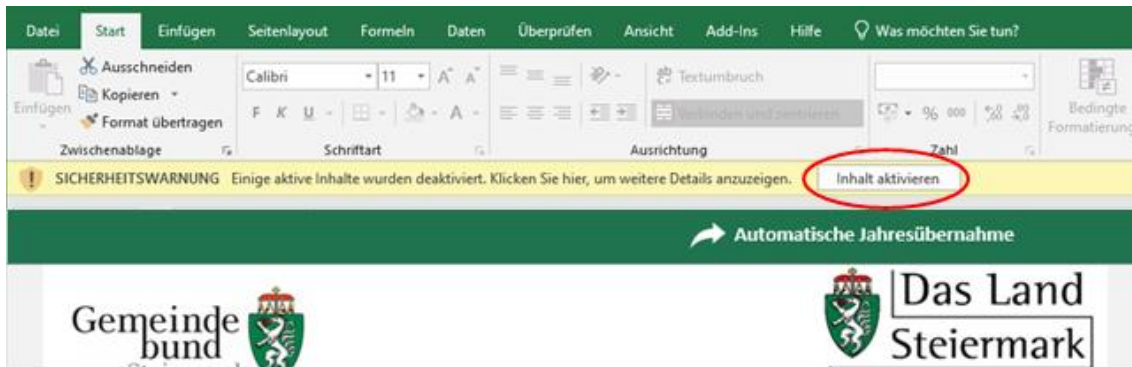 Datei Start Einfügen Seitenlayout Formeln Daten Überprüfen Ansicht Add-Ins Hilfe Was möchten Sie tun?
Ausschneiden
Kopieren
Format übertragen
Einfügen
Calibri 11 A A
F K U A
Textumbruch
Verbinden und zentrieren
% 000
Bedingte
Formatierung
Zwischenablage Schriftart Ausrichtung Zahl
SICHERHEITSWARNUNG Einige aktive Inhalte wurden deaktiviert. Klicken Sie hier, um weitere Details anzuzeigen. Inhalt aktivieren
Automatische Jahresübernahme
Gemeinde
bund
Das Land
Steiermark